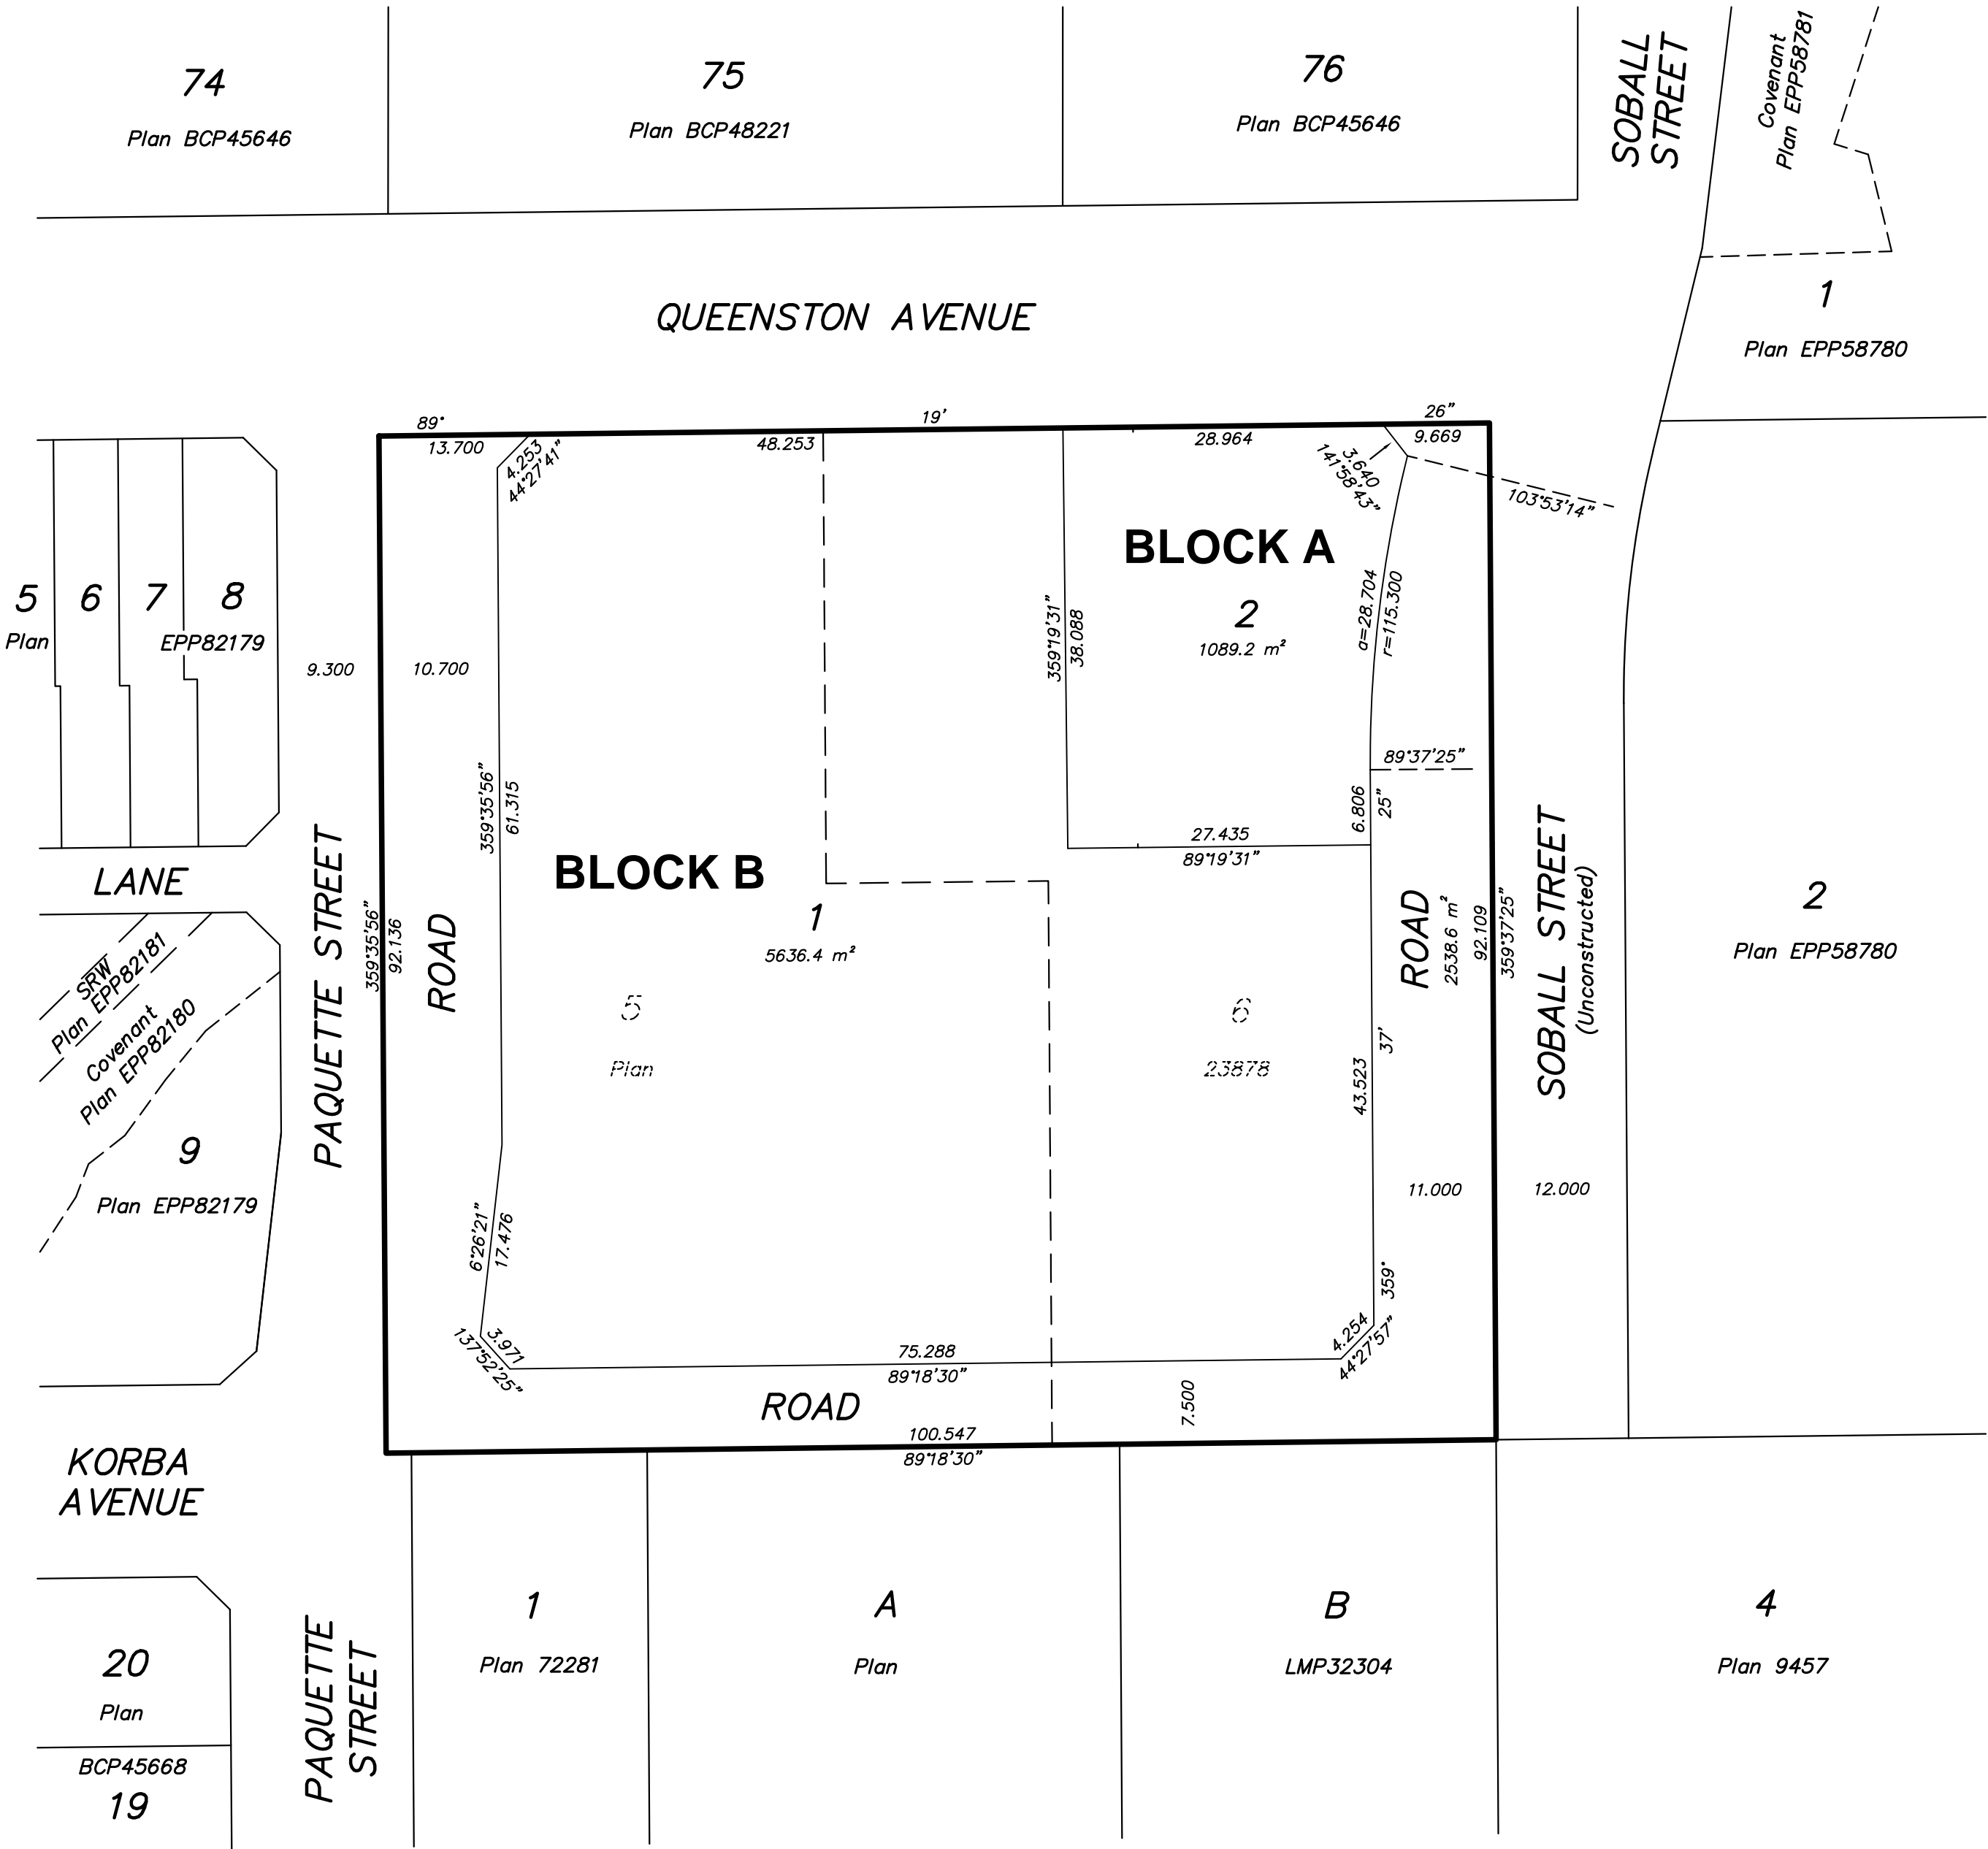 74
Plan BCP45646
75
Plan BCP48221
76
Plan BCP45646
SOBALL
STREET
Covenant
Plan EPP58781
1
Plan EPP58780
QUEENSTON AVENUE
89°
19'
26"
13.700
48.253
28.964
9.669
4.253
44°27'41"
3.640
141°58'43"
103°53'14"
BLOCK A
2
1089.2 m²
a=28.704
r=115.300
359°19'31"
38.088
5
6
7
8
Plan
EPP82179
9.300
10.700
89°37'25"
359°35'56"
61.315
6.806
25"
27.435
89°19'31"
BLOCK B
1
5636.4 m²
LANE
PAQUETTE STREET
359°35'56"
92.136
ROAD
ROAD
2538.6 m²
92.109
359°37'25"
SOBALL STREET
(Unconstructed)
2
Plan EPP58780
SRW
Plan EPP82181
Covenant
Plan EPP82180
5
Plan
6
23878
37'
43.523
9
Plan EPP82179
11.000
12.000
6°26'21"
17.476
359°
3.971
137°52'25"
75.288
89°18'30"
4.254
44°27'57"
ROAD
7.500
100.547
89°18'30"
KORBA
AVENUE
1
Plan 72281
A
Plan
B
LMP32304
4
Plan 9457
20
Plan
BCP45668
19
PAQUETTE
STREET